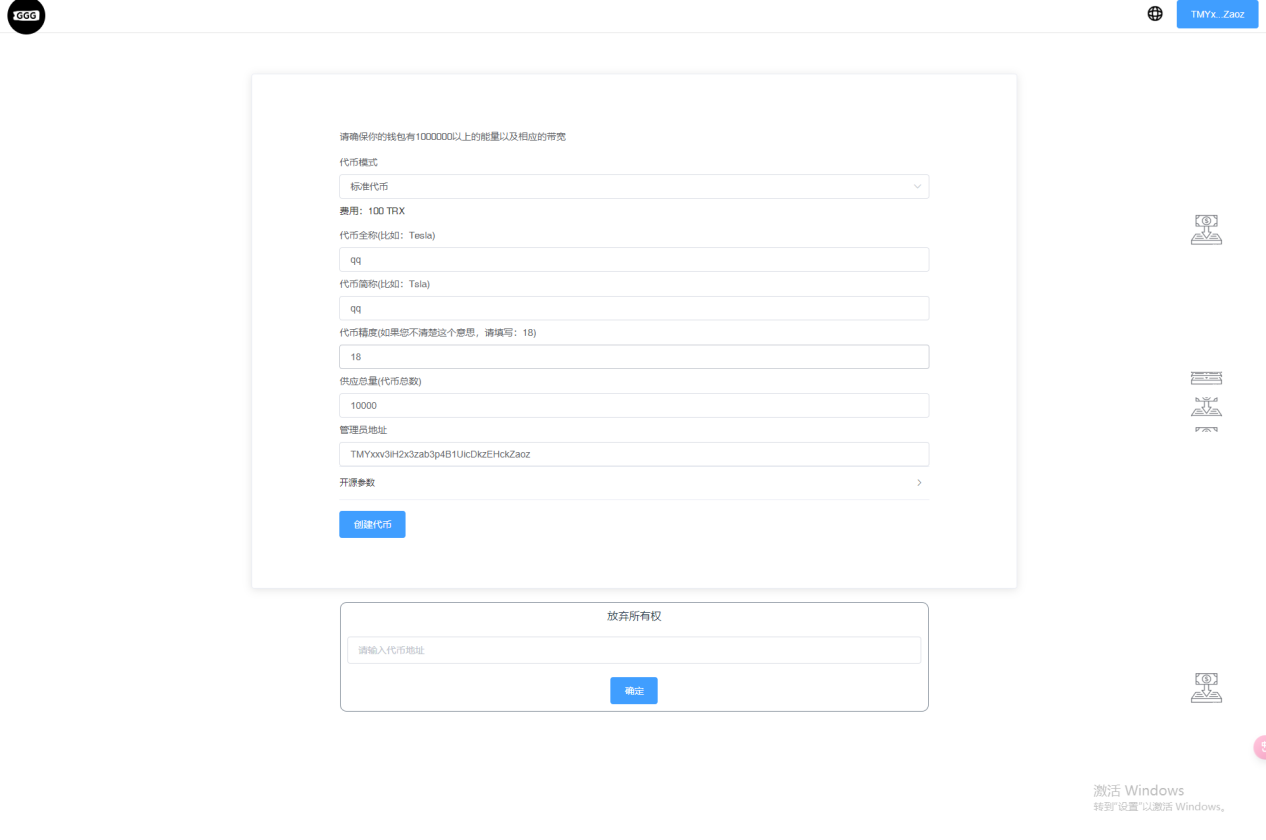 GGG
TMYx...Zaoz
请确保你的钱包有1000000以上的能量以及相应的带宽
代币模式
标准代币
费用：100 TRX
代币全称(比如：Tesla)
qq
代币简称(比如：Tsla)
qq
代币精度(如果您不清楚这个意思，请填写：18)
18
供应总量(代币总数)
10000
管理员地址
TMYxxv3iH2x3zab3p4B1UicDkzEHckZaoz
开源参数
创建代币
放弃所有权
请输入代币地址
确定
激活 Windows
转到"设置"以激活 Windows。